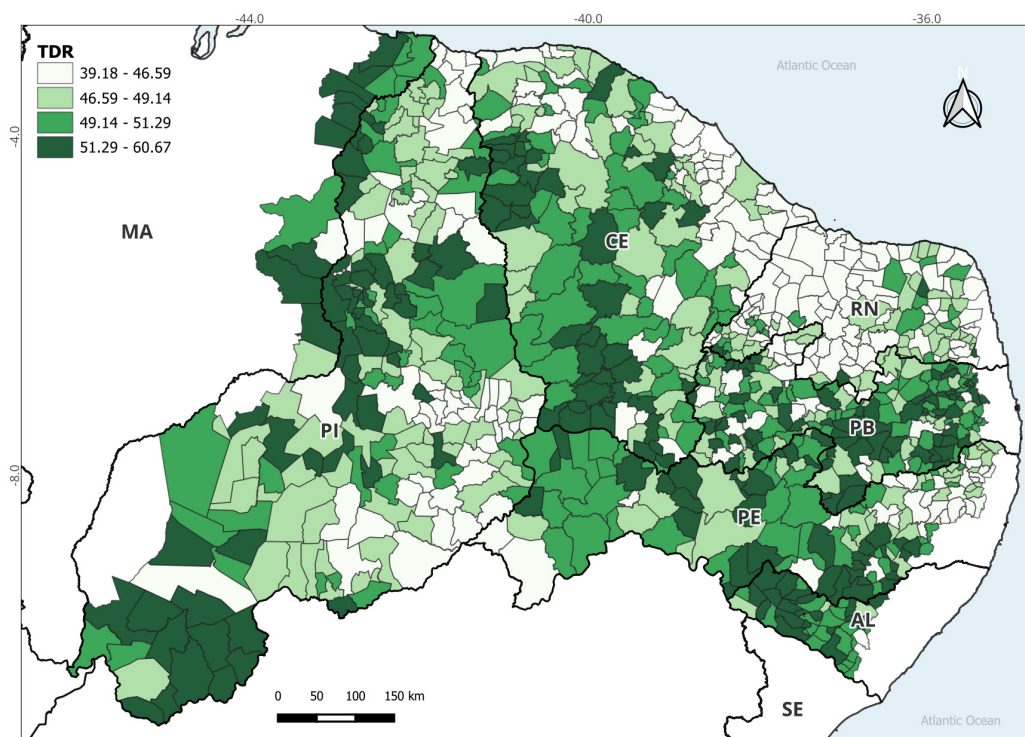 -44.0
-40.0
-36.0
TDR
39.18 - 46.59
46.59 - 49.14
49.14 - 51.29
51.29 - 60.67
Atlantic Ocean
N
-4.0
MA
CE
RN
PI
PB
-8.0
PE
AL
0 50 100 150 km
SE
Atlantic Ocean